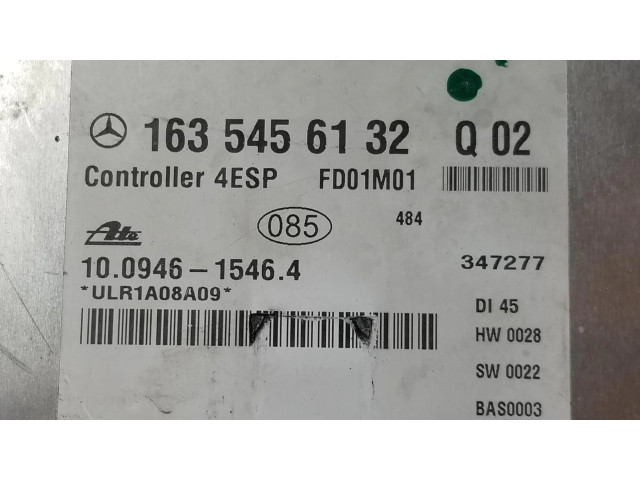 163 545 61 32 Q 02
Controller 4ESP FD01M01
085 484
Ate
10.0946-1546.4 347277
*ULR1A08A09*
DI 45
HW 0028
SW 0022
BAS0003